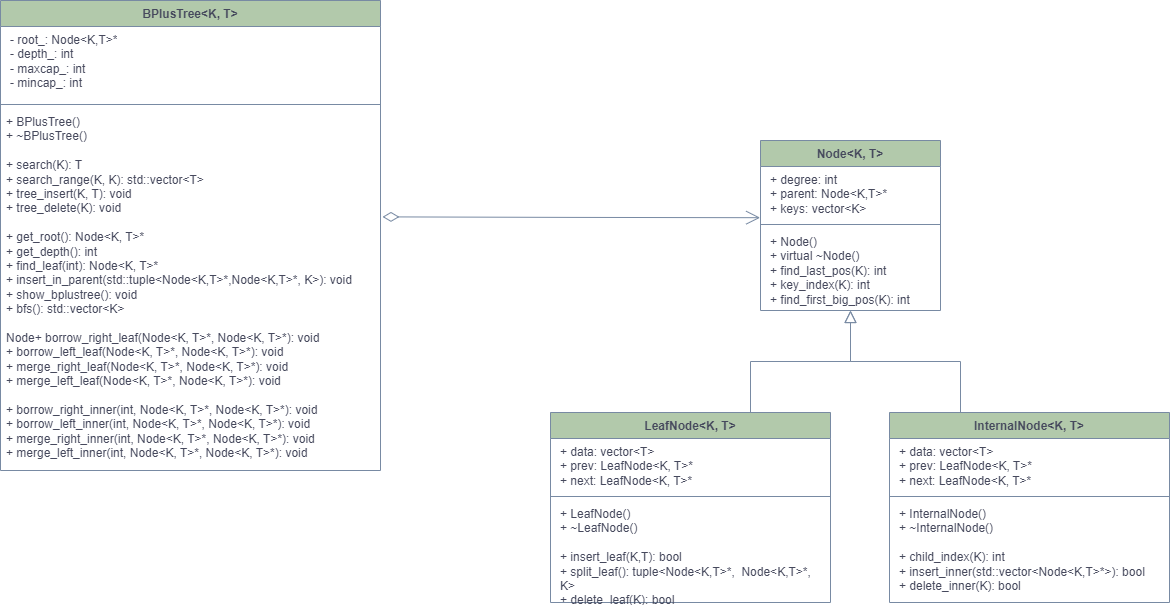 BPlusTree<K, T>
- root_: Node<K,T>*
- depth_: int
- maxcap_: int
- mincap_: int
+ BPlusTree()
+ ~BPlusTree()
+ search(K): T
+ search_range(K, K): std::vector<T>
+ tree_insert(K, T): void
+ tree_delete(K): void
+ get_root(): Node<K, T>*
+ get_depth(): int
+ find_leaf(int): Node<K, T>*
+ insert_in_parent(std::tuple<Node<K,T>*,Node<K,T>*, K>): void
+ show_bplustree(): void
+ bfs(): std::vector<K>
Node+ borrow_right_leaf(Node<K, T>*, Node<K, T>*): void
+ borrow_left_leaf(Node<K, T>*, Node<K, T>*): void
+ merge_right_leaf(Node<K, T>*, Node<K, T>*): void
+ merge_left_leaf(Node<K, T>*, Node<K, T>*): void
+ borrow_right_inner(int, Node<K, T>*, Node<K, T>*): void
+ borrow_left_inner(int, Node<K, T>*, Node<K, T>*): void
+ merge_right_inner(int, Node<K, T>*, Node<K, T>*): void
+ merge_left_inner(int, Node<K, T>*, Node<K, T>*): void
Node<K, T>
+ degree: int
+ parent: Node<K,T>*
+ keys: vector<K>
+ Node()
+ virtual ~Node()
+ find_last_pos(K): int
+ key_index(K): int
+ find_first_big_pos(K): int
LeafNode<K, T>
+ data: vector<T>
+ prev: LeafNode<K, T>*
+ next: LeafNode<K, T>*
+ LeafNode()
+ ~LeafNode()
+ insert_leaf(K,T): bool
+ split_leaf(): tuple<Node<K,T>*, Node<K,T>*,
K>
+ delete_leaf(K): bool
InternalNode<K, T>
+ data: vector<T>
+ prev: LeafNode<K, T>*
+ next: LeafNode<K, T>*
+ InternalNode()
+ ~InternalNode()
+ child_index(K): int
+ insert_inner(std::vector<Node<K,T>*>): bool
+ delete_inner(K): bool